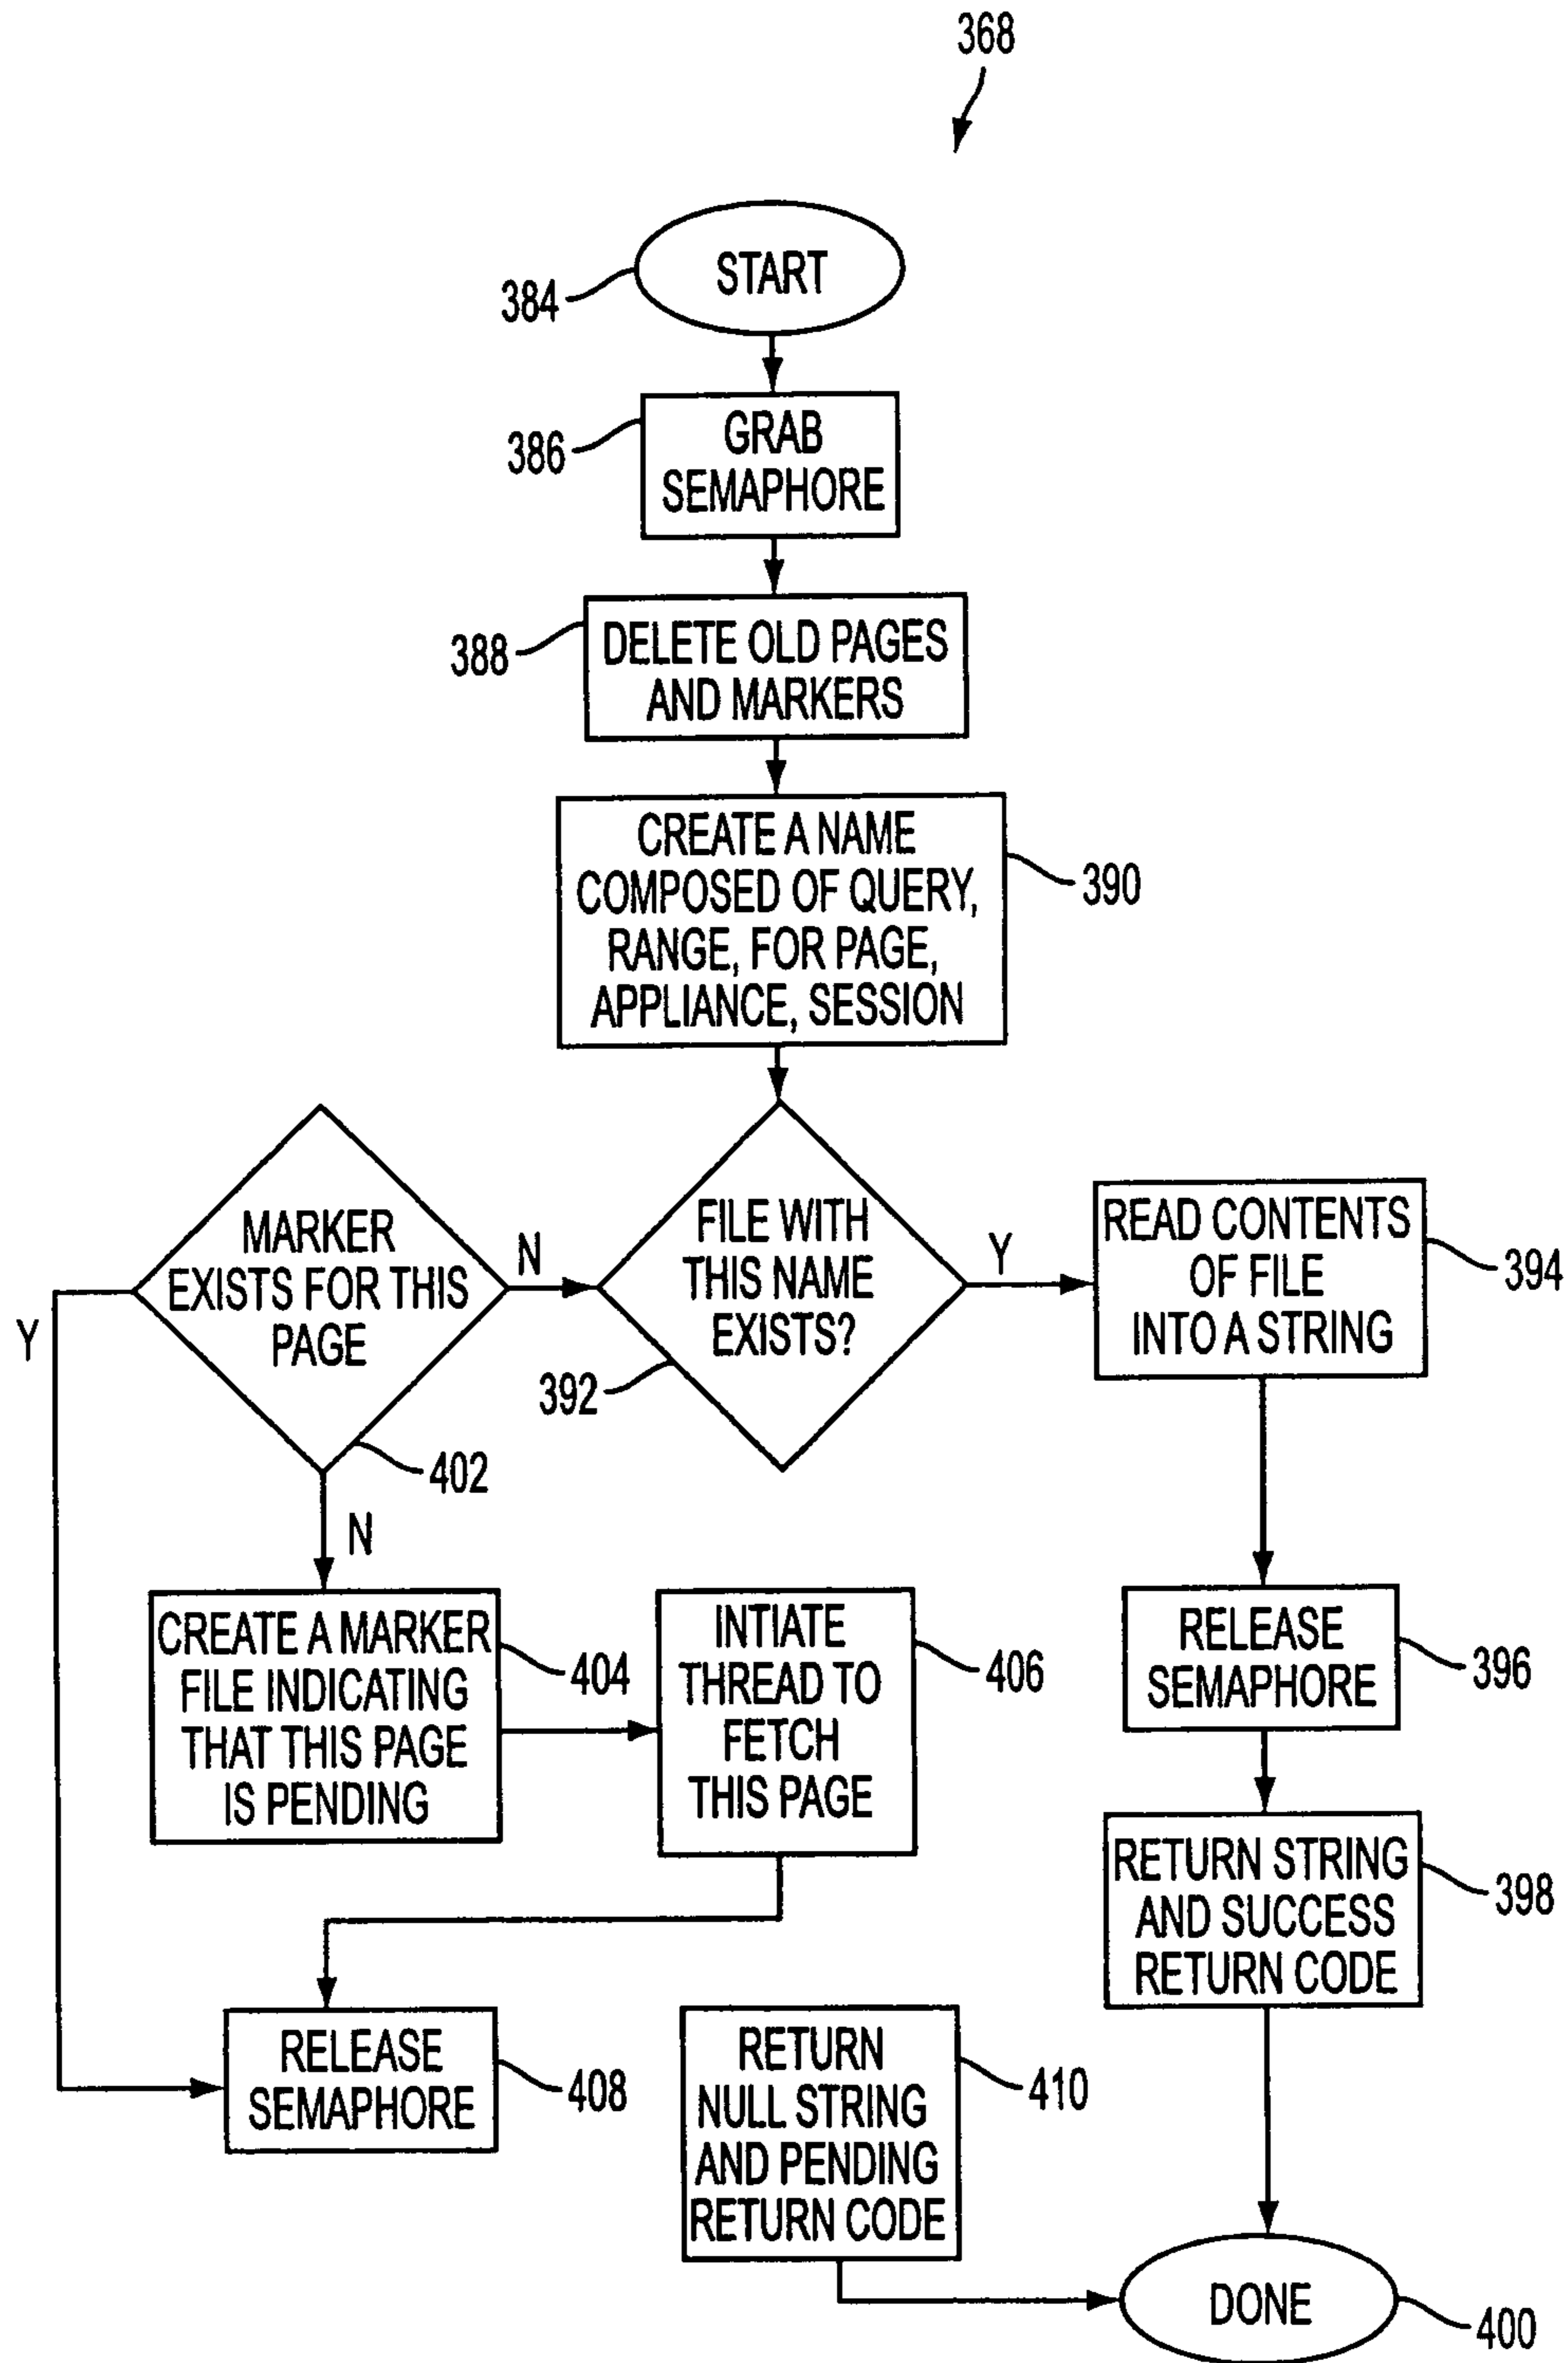 368
START
384
GRAB
SEMAPHORE
386
DELETE OLD PAGES
AND MARKERS
388
CREATE A NAME
COMPOSED OF QUERY,
RANGE, FOR PAGE,
APPLIANCE, SESSION
390
MARKER
EXISTS FOR THIS
PAGE
402
N
Y
FILE WITH
THIS NAME
EXISTS?
392
Y
READ CONTENTS
OF FILE
INTO A STRING
394
N
CREATE A MARKER
FILE INDICATING
THAT THIS PAGE
IS PENDING
404
INTIATE
THREAD TO
FETCH
THIS PAGE
406
RELEASE
SEMAPHORE
396
RETURN STRING
AND SUCCESS
RETURN CODE
398
RELEASE
SEMAPHORE
408
RETURN
NULL STRING
AND PENDING
RETURN CODE
410
DONE
400